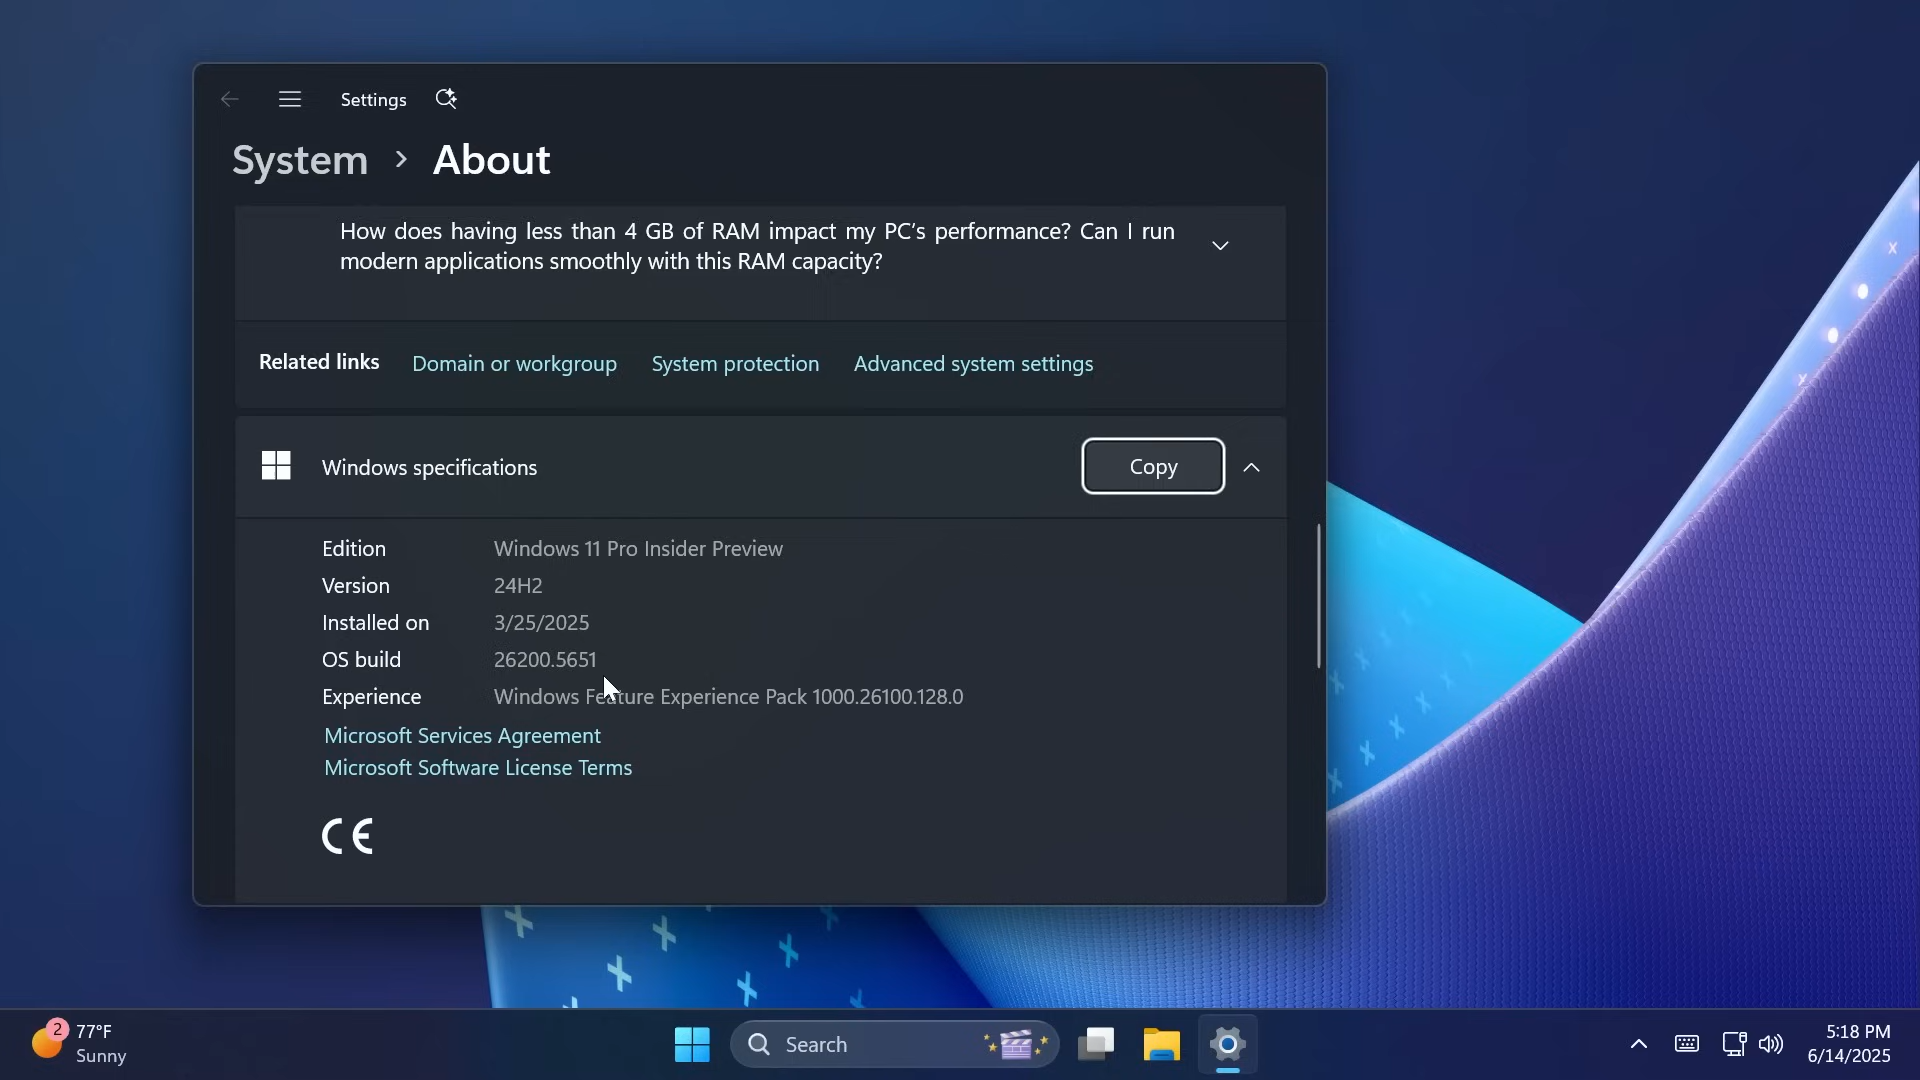 Settings
System > About
How does having less than 4 GB of RAM impact my PC's performance? Can I run
modern applications smoothly with this RAM capacity?
Related links Domain or workgroup System protection Advanced system settings
Windows specifications Copy
Edition Windows 11 Pro Insider Preview
Version 24H2
Installed on 3/25/2025
OS build 26200.5651
Experience Windows Feature Experience Pack 1000.26100.128.0
Microsoft Services Agreement
Microsoft Software License Terms
CE
2 77°F
Sunny
Search
5:18 PM
6/14/2025